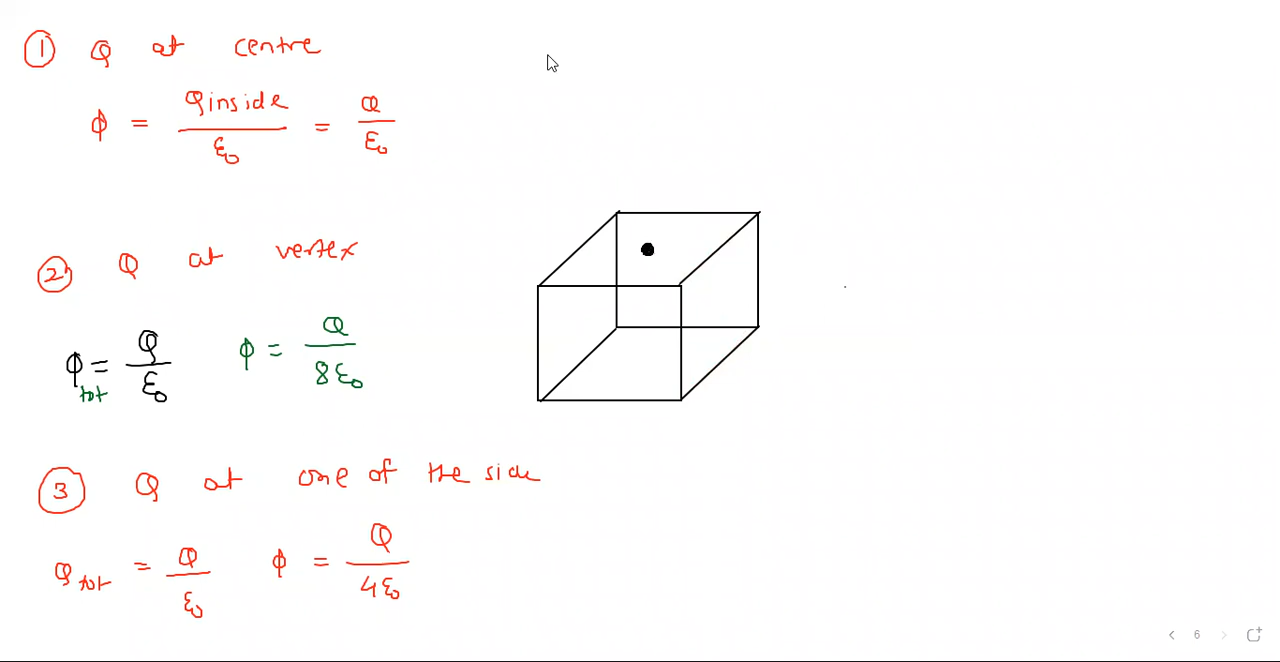 ① Q at centre
ϕ = Qinside/ε₀ = Q/ε₀
② Q at vertex
ϕtot = Q/ε₀ ϕ = Q/8ε₀
③ Q at one of the side
Qtot = Q/ε₀ ϕ = Q/4ε₀
6